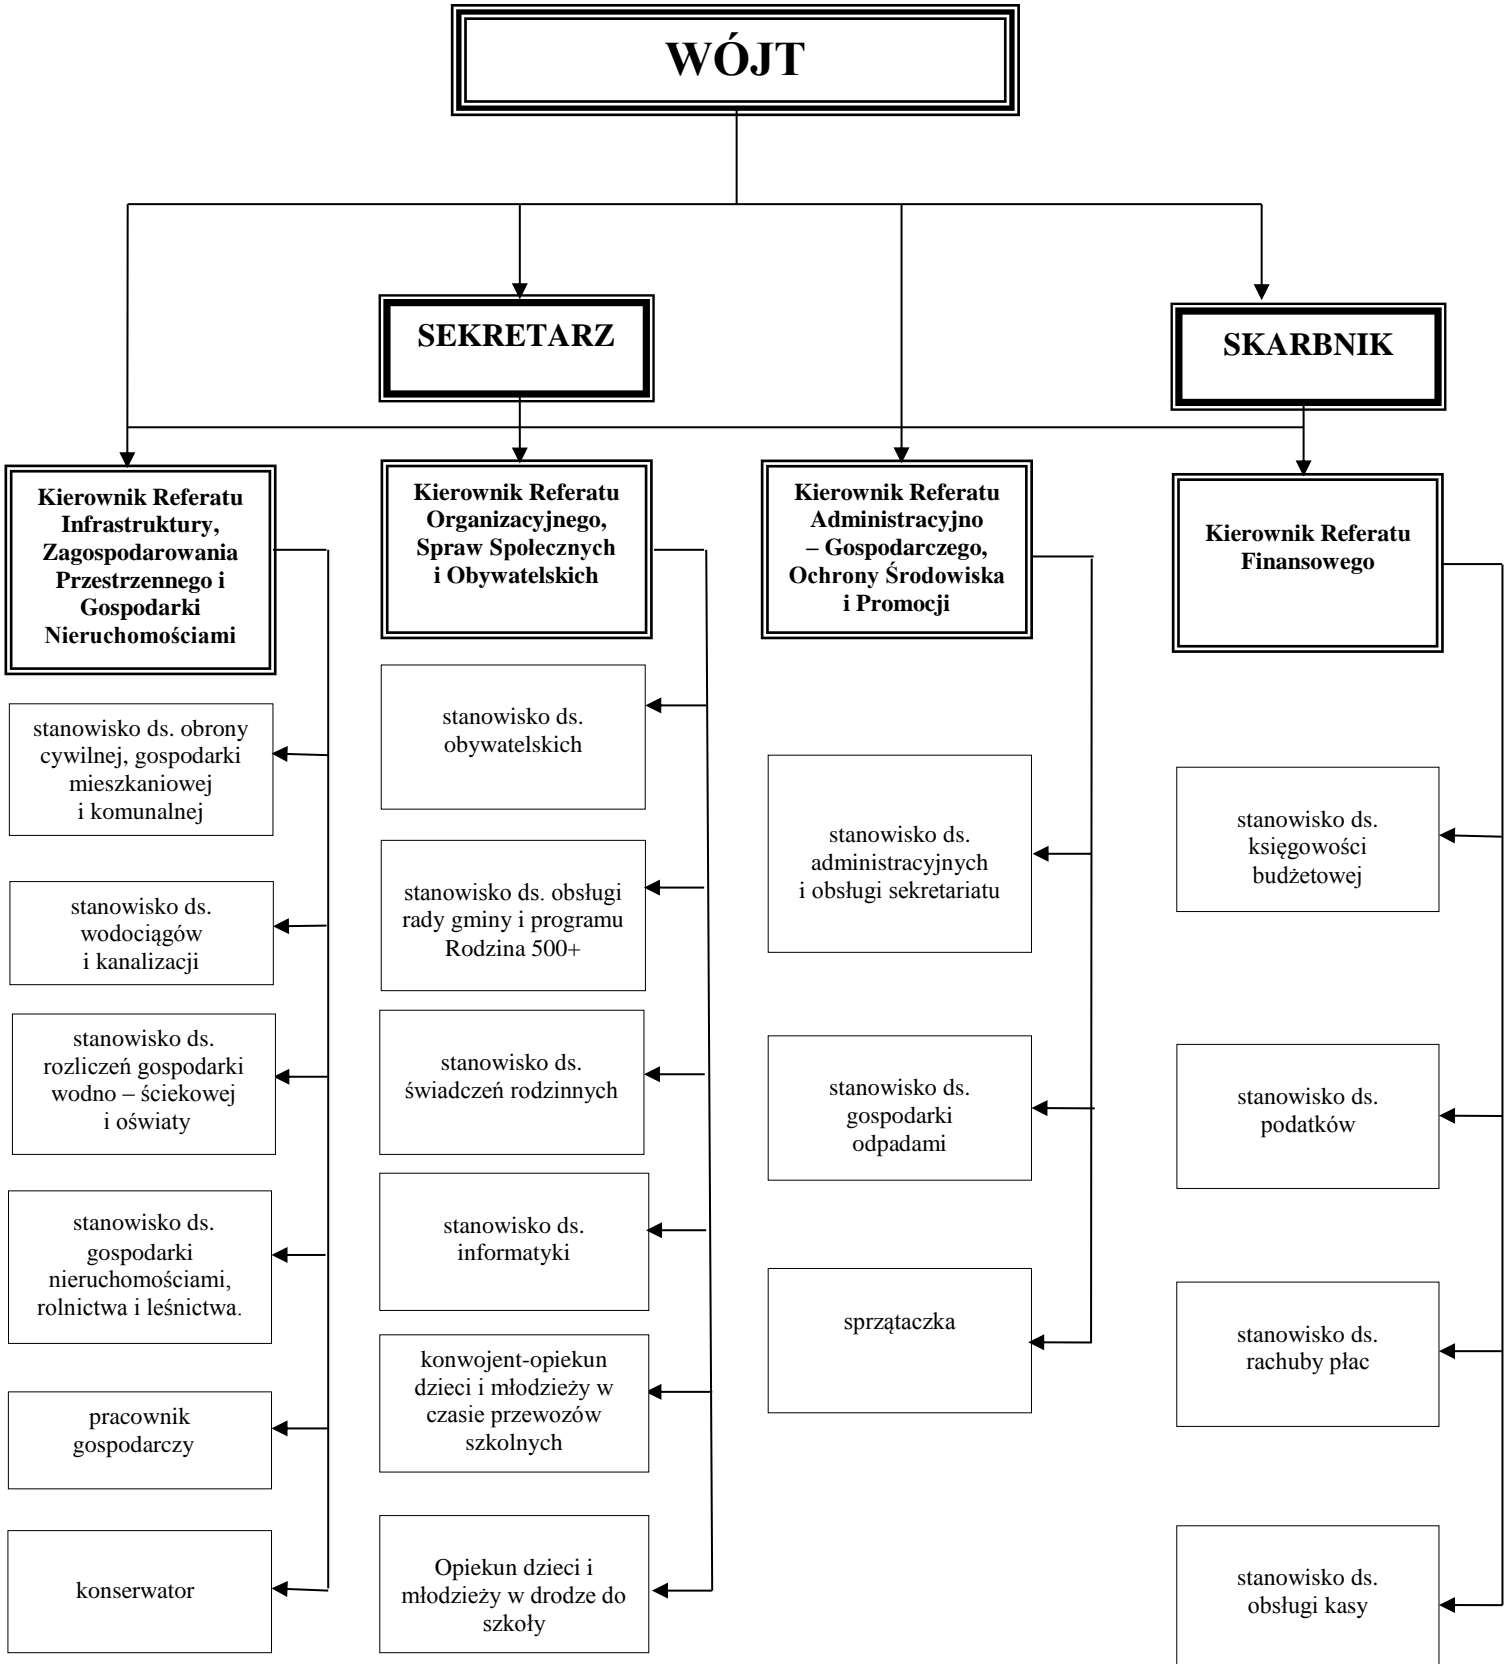 WÓJT
SEKRETARZ
SKARBNIK
Kierownik Referatu
Infrastruktury,
Zagospodarowania
Przestrzennego i
Gospodarki
Nieruchomościami
Kierownik Referatu
Organizacyjnego,
Spraw Społecznych
i Obywatelskich
Kierownik Referatu
Administracyjno
– Gospodarczego,
Ochrony Środowiska
i Promocji
Kierownik Referatu
Finansowego
stanowisko ds. obrony
cywilnej, gospodarki
mieszkaniowej
i komunalnej
stanowisko ds.
wodociągów
i kanalizacji
stanowisko ds.
rozliczeń gospodarki
wodno – ściekowej
i oświaty
stanowisko ds.
gospodarki
nieruchomościami,
rolnictwa i leśnictwa.
pracownik
gospodarczy
konserwator
stanowisko ds.
obywatelskich
stanowisko ds. obsługi
rady gminy i programu
Rodzina 500+
stanowisko ds.
świadczeń rodzinnych
stanowisko ds.
informatyki
konwojent-opiekun
dzieci i młodzieży w
czasie przewozów
szkolnych
Opiekun dzieci i
młodzieży w drodze do
szkoły
stanowisko ds.
administracyjnych
i obsługi sekretariatu
stanowisko ds.
gospodarki
odpadami
sprzątaczka
stanowisko ds.
księgowości
budżetowej
stanowisko ds.
podatków
stanowisko ds.
rachuby płac
stanowisko ds.
obsługi kasy